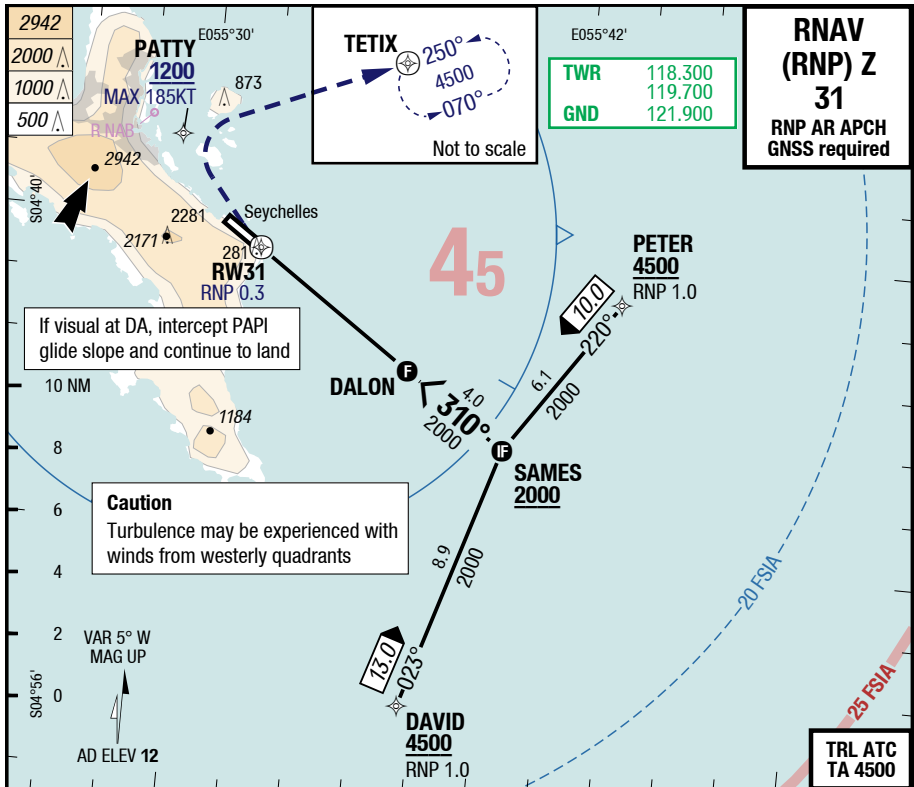 2942
2000
1000
500
PATTY
1200
MAX 185KT
R NAB
E055°30'
873
TETIX
250°
4500
070°
Not to scale
E055°42'
TWR 118.300
119.700
GND 121.900
RNAV
(RNP) Z
31
RNP AR APCH
GNSS required
2942
S04°40'
2281
2171
Seychelles
281
RW31
RNP 0.3
45
PETER
4500
RNP 1.0
10.0
220°
6.1
2000
If visual at DA, intercept PAPI
glide slope and continue to land
10 NM
DALON
F
4.0
310°
2000
IF
SAMES
2000
1184
8
6
4
2
0
Caution
Turbulence may be experienced with
winds from westerly quadrants
8.9
2000
13.0
023°
DAVID
4500
RNP 1.0
20 FSIA
25 FSIA
S04°56'
VAR 5° W
MAG UP
AD ELEV 12
TRL ATC
TA 4500